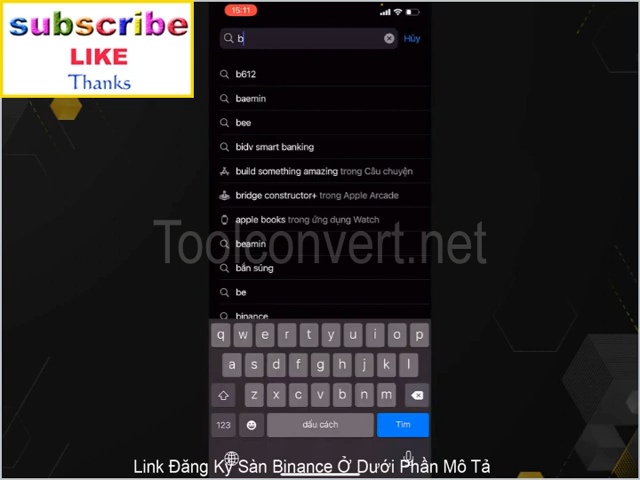 subscribe
LIKE
Thanks
15:11
b
Hủy
b612
baemin
bee
bidv smart banking
build something amazing trong Câu chuyện
bridge constructor+ trong Apple Arcade
apple books trong ứng dụng Watch
beamin
bắn súng
be
binance
Toolconvert.net
q w e r t y u i o p
a s d f g h j k l
z x c v b n m
123 dấu cách Tìm
Link Đăng Ký Sàn Binance Ở Dưới Phần Mô Tả